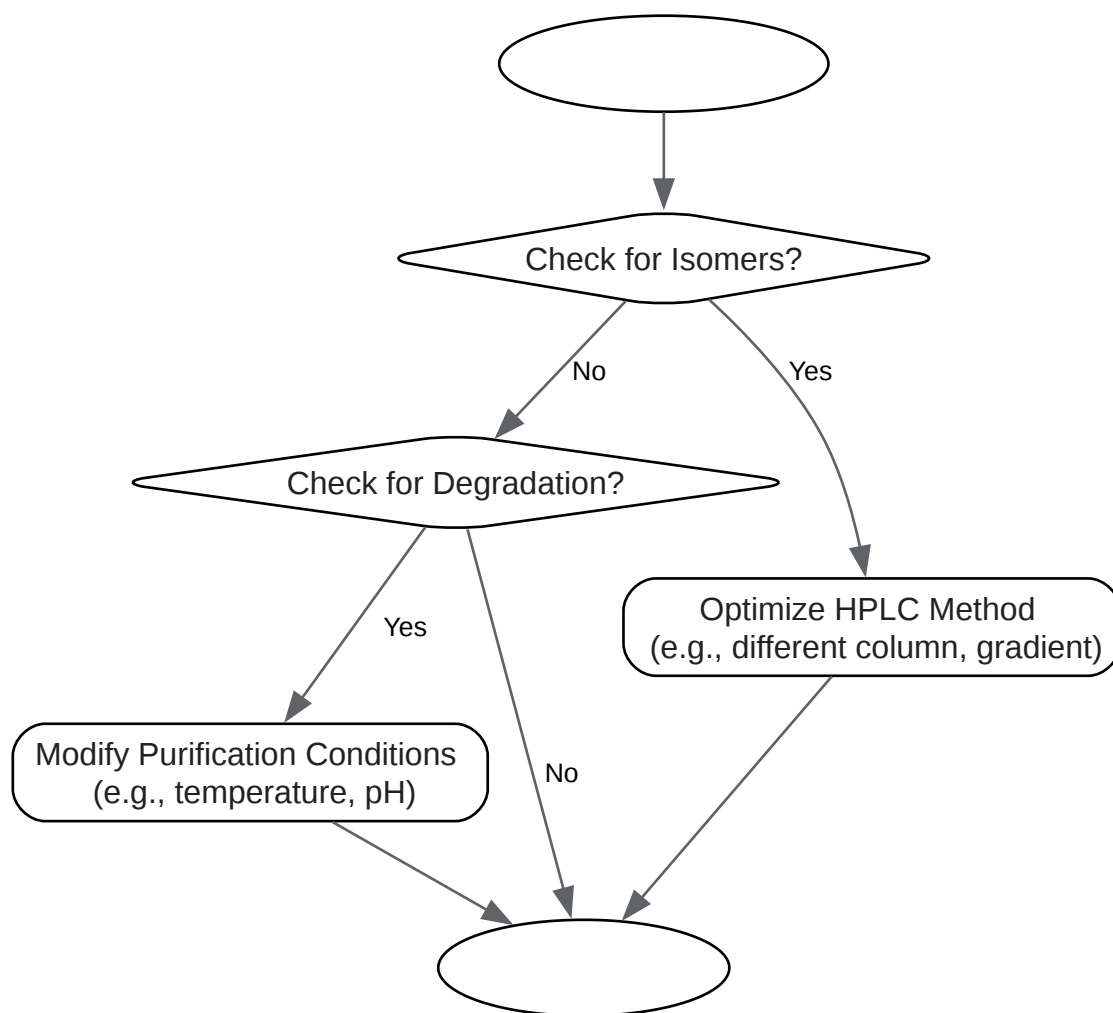 Check for Isomers?
No
Yes
Check for Degradation?
Optimize HPLC Method
(e.g., different column, gradient)
Yes
Modify Purification Conditions
(e.g., temperature, pH)
No